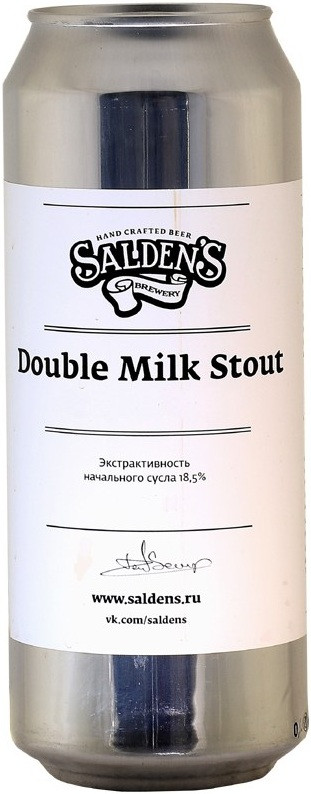 HAND CRAFTED BEER
SALDEN'S
BREWERY
Double Milk Stout
Экстрактивность
начального сусла 18,5%
www.saldens.ru
vk.com/saldens